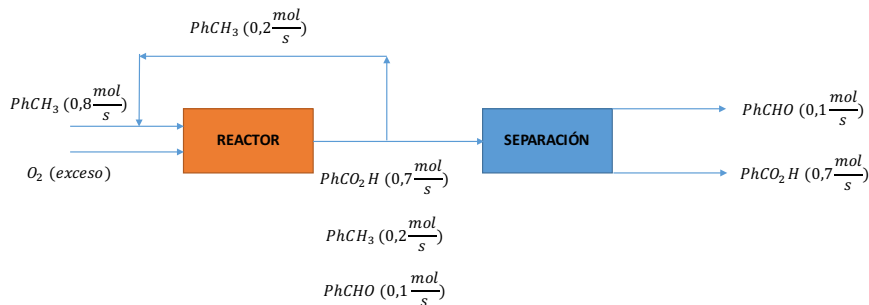 PhCH₃ (0,2 mol/s)
PhCH₃ (0,8 mol/s)
O₂ (exceso)
REACTOR
SEPARACIÓN
PhCHO (0,1 mol/s)
PhCO₂H (0,7 mol/s)
PhCO₂H (0,7 mol/s)
PhCH₃ (0,2 mol/s)
PhCHO (0,1 mol/s)